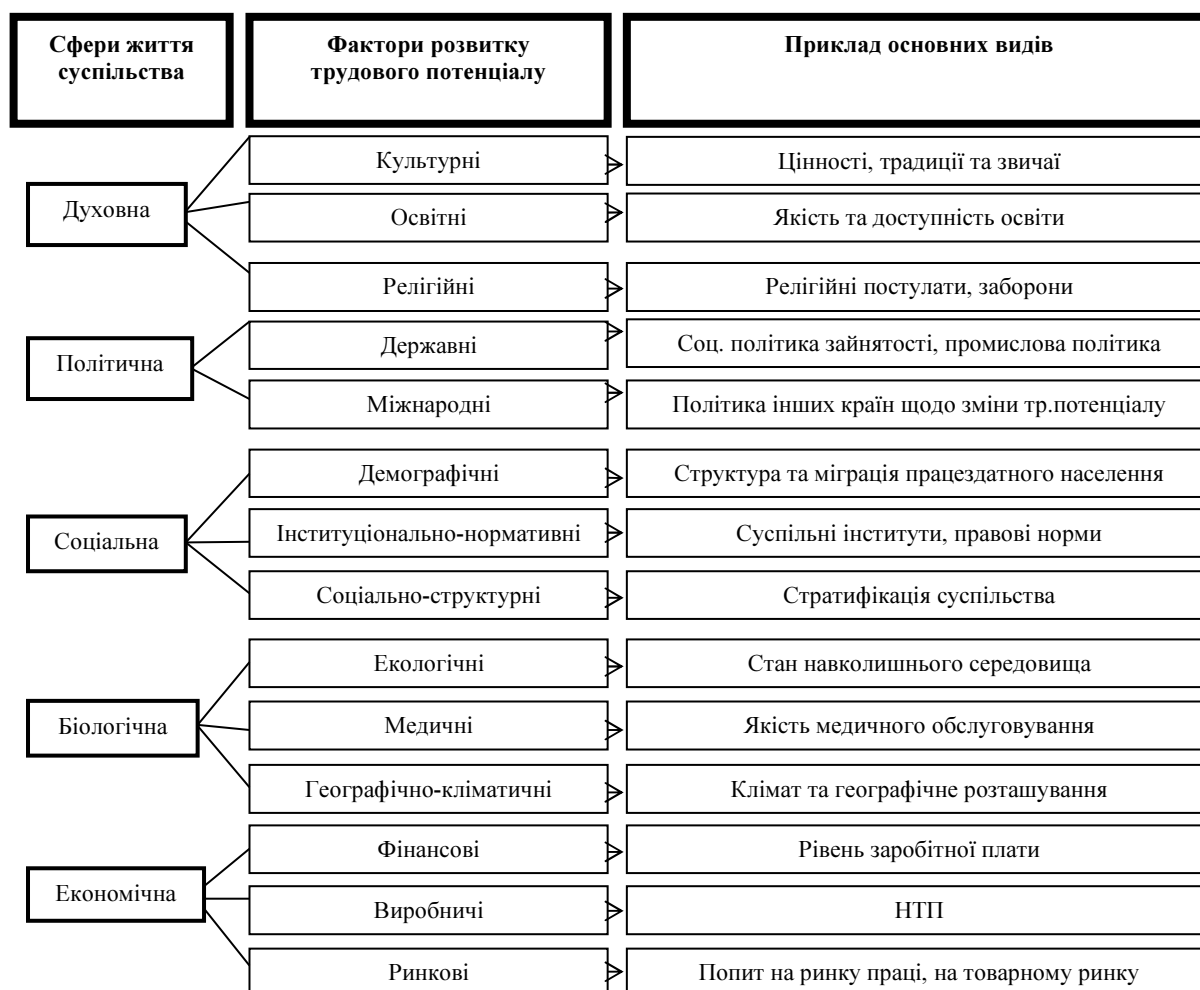 Сфери життя
суспільства
Фактори розвитку
трудового потенціалу
Приклад основних видів
Духовна
Культурні
Цінності, традиції та звичаї
Освітні
Якість та доступність освіти
Релігійні
Релігійні постулати, заборони
Політична
Державні
Соц. політика зайнятості, промислова політика
Міжнародні
Політика інших країн щодо зміни тр.потенціалу
Соціальна
Демографічні
Структура та міграція працездатного населення
Інституціонально-нормативні
Суспільні інститути, правові норми
Соціально-структурні
Стратифікація суспільства
Біологічна
Екологічні
Стан навколишнього середовища
Медичні
Якість медичного обслуговування
Географічно-кліматичні
Клімат та географічне розташування
Економічна
Фінансові
Рівень заробітної плати
Виробничі
НТП
Ринкові
Попит на ринку праці, на товарному ринку